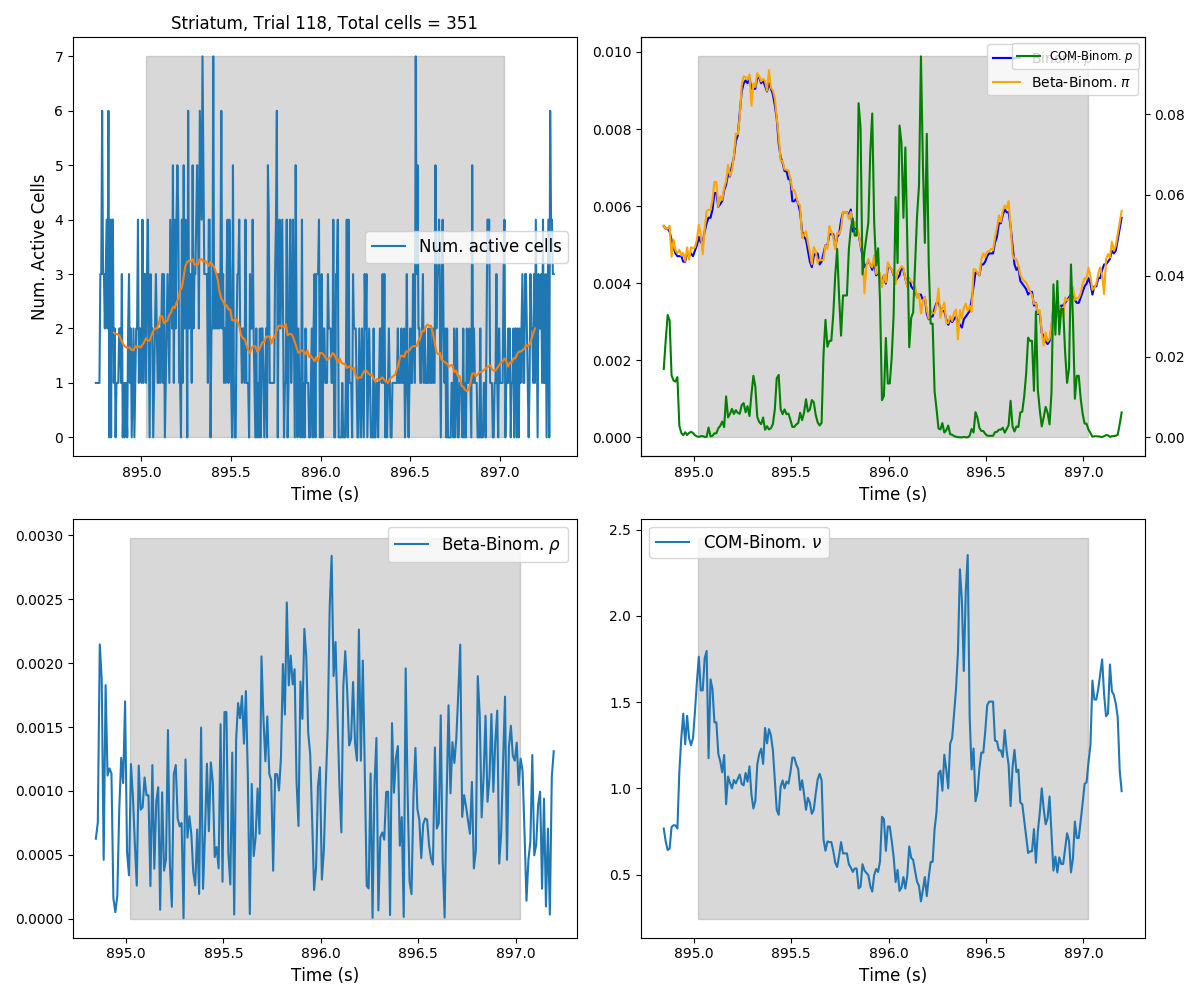 Striatum, Trial 118, Total cells = 351
Num. Active Cells
7
6
5
4
3
2
1
0
Num. active cells
895.0 895.5 896.0 896.5 897.0
Time (s)
0.010
0.008
0.006
0.004
0.002
0.000
COM-Binom. p
Binom. p
Beta-Binom. π
0.08
0.06
0.04
0.02
0.00
895.0 895.5 896.0 896.5 897.0
Time (s)
0.0030
0.0025
0.0020
0.0015
0.0010
0.0005
0.0000
Beta-Binom. ρ
895.0 895.5 896.0 896.5 897.0
Time (s)
2.5
2.0
1.5
1.0
0.5
COM-Binom. ν
895.0 895.5 896.0 896.5 897.0
Time (s)